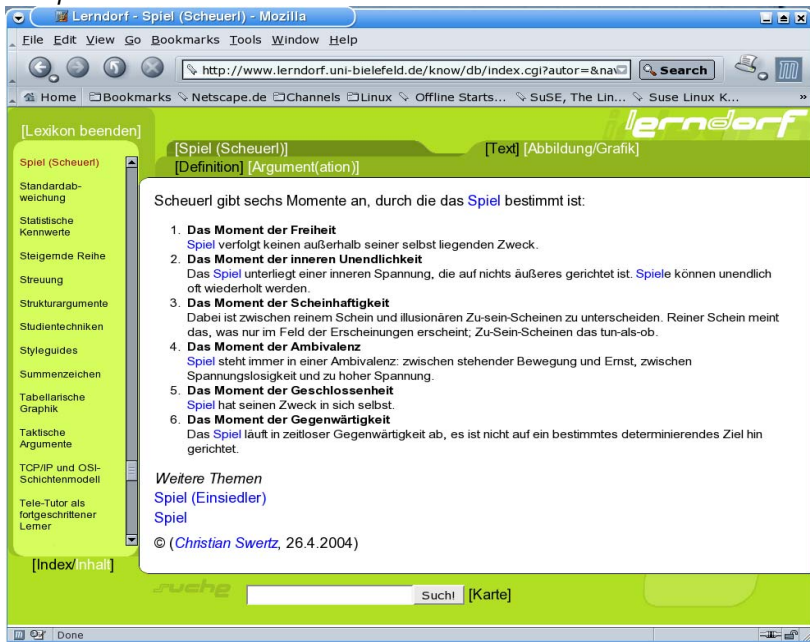 Lerndorf - Spiel (Scheuerl) - Mozilla
File Edit View Go Bookmarks Tools Window Help
http://www.lerndorf.uni-bielefeld.de/know/db/index.cgi?autor=&nav
Search
Home Bookmarks Netscape.de Channels Linux Offline Starts... SuSE, The Lin... Suse Linux K... »
[Lexikon beenden]
lerndorf
[Spiel (Scheuerl)] [Text] [Abbildung/Grafik]
[Definition] [Argument(ation)]
Spiel (Scheuerl)
Standardab-
weichung
Statistische
Kennwerte
Steigernde Reihe
Streuung
Strukturargumente
Studientechniken
Styleguides
Summenzeichen
Tabellarische
Graphik
Taktische
Argumente
TCP/IP und OSI-
Schichtenmodell
Tele-Tutor als
fortgeschrittener
Lerner
[Index/Inhalt]
Scheuerl gibt sechs Momente an, durch die das Spiel bestimmt ist:
1. Das Moment der Freiheit
Spiel verfolgt keinen außerhalb seiner selbst liegenden Zweck.
2. Das Moment der inneren Unendlichkeit
Das Spiel unterliegt einer inneren Spannung, die auf nichts äußeres gerichtet ist. Spiele können unendlich
oft wiederholt werden.
3. Das Moment der Scheinhaftigkeit
Dabei ist zwischen reinem Schein und illusionären Zu-sein-Scheinen zu unterscheiden. Reiner Schein meint
das, was nur im Feld der Erscheinungen erscheint; Zu-Sein-Scheinen das tun-als-ob.
4. Das Moment der Ambivalenz
Spiel steht immer in einer Ambivalenz: zwischen stehender Bewegung und Ernst, zwischen
Spannungslosigkeit und zu hoher Spannung.
5. Das Moment der Geschlossenheit
Spiel hat seinen Zweck in sich selbst.
6. Das Moment der Gegenwärtigkeit
Das Spiel läuft in zeitloser Gegenwärtigkeit ab, es ist nicht auf ein bestimmtes determinierendes Ziel hin
gerichtet.
Weitere Themen
Spiel (Einsiedler)
Spiel
© (Christian Swertz, 26.4.2004)
suche Such! [Karte]
Done